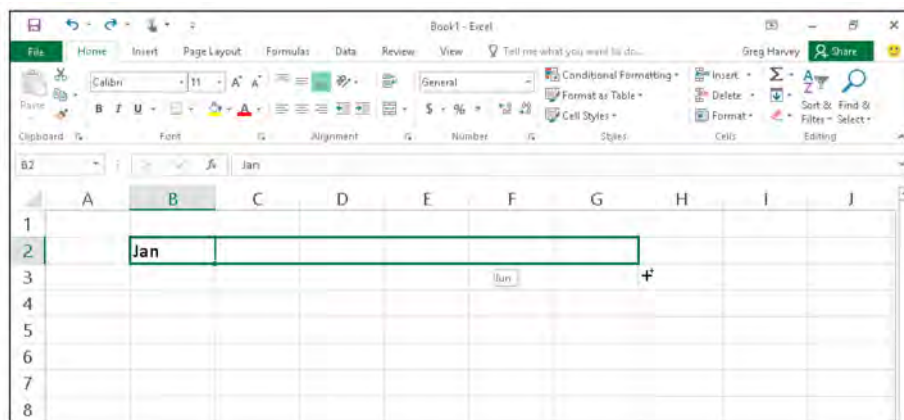 Book1 - Excel
File Home Insert Page Layout Formulas Data Review View Tell me what you want to do... Greg Harvey Share
Calibri 11 A A General Conditional Formatting Insert Σ A Z
Paste Format as Table Delete Sort & Find &
B I U A $ % Cell Styles Format Filter Select
Clipboard Font Alignment Number Styles Cells Editing
B2 fx Jan
A B C D E F G H I J
1
2 Jan
3 Jun
4
5
6
7
8